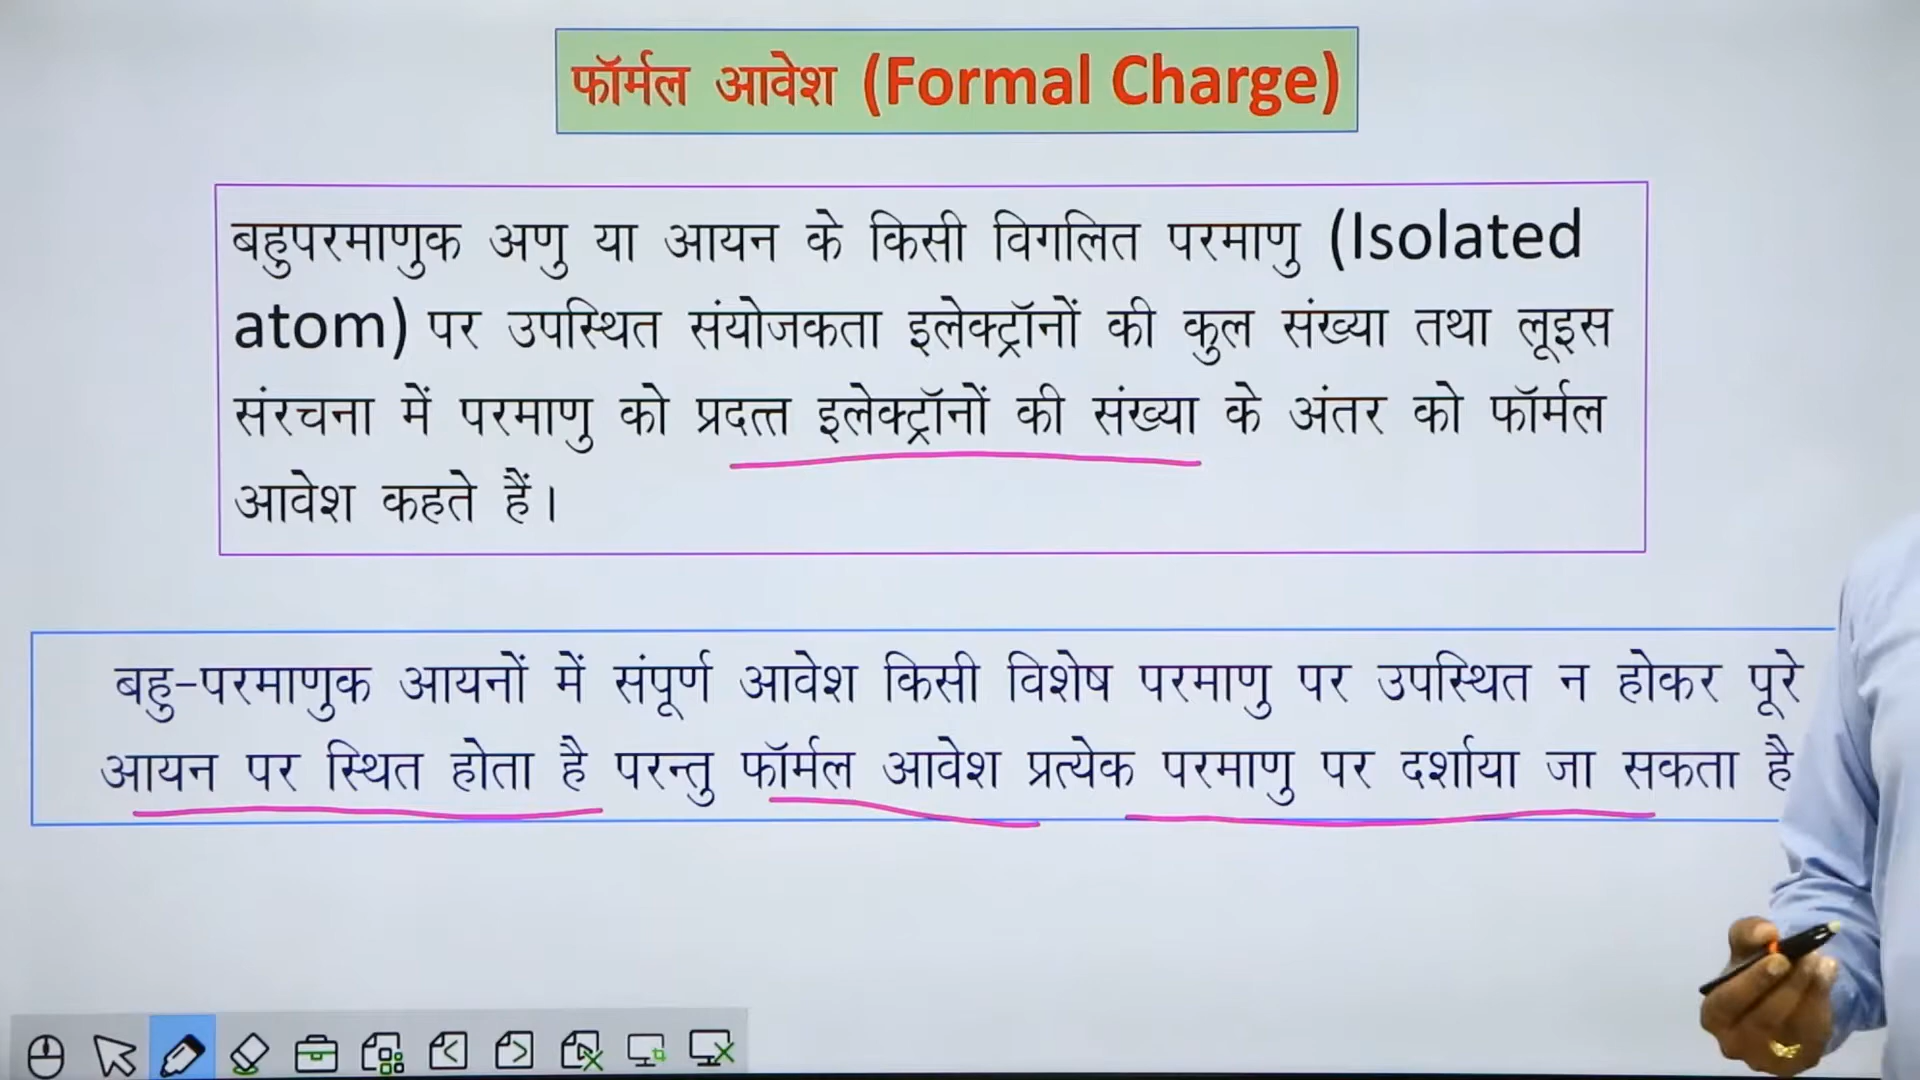 फॉर्मल आवेश (Formal Charge)
बहुपरमाणुक अणु या आयन के किसी विगलित परमाणु (Isolated
atom) पर उपस्थित संयोजकता इलेक्ट्रॉनों की कुल संख्या तथा लूइस
संरचना में परमाणु को प्रदत्त इलेक्ट्रॉनों की संख्या के अंतर को फॉर्मल
आवेश कहते हैं।
बहु-परमाणुक आयनों में संपूर्ण आवेश किसी विशेष परमाणु पर उपस्थित न होकर पूरे
आयन पर स्थित होता है परन्तु फॉर्मल आवेश प्रत्येक परमाणु पर दर्शाया जा सकता है